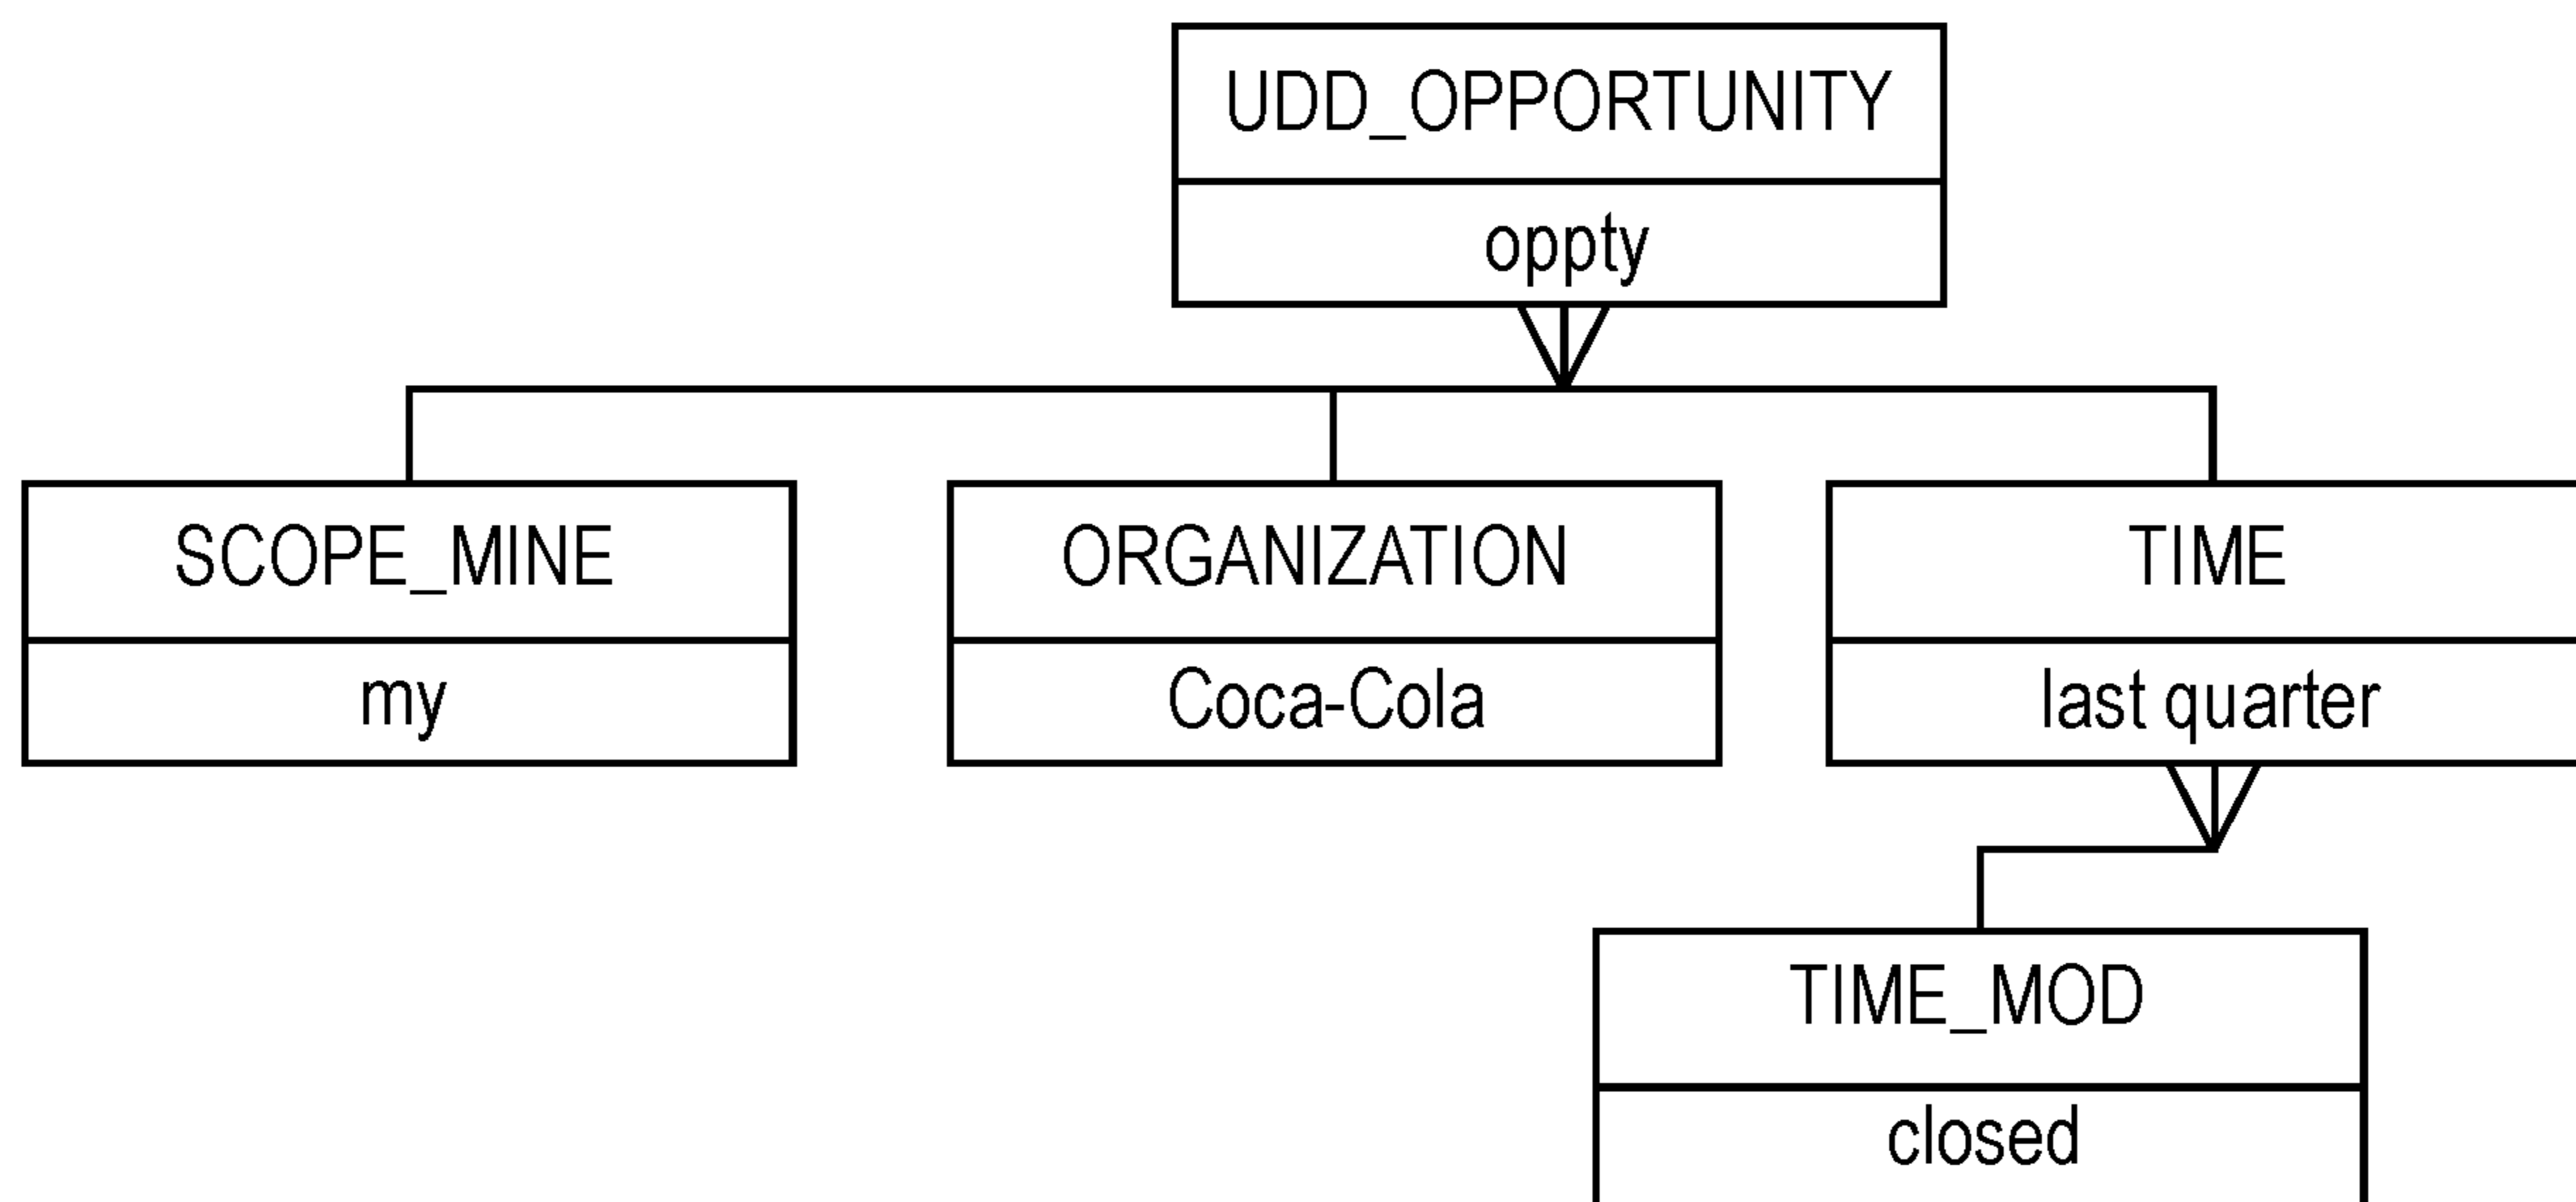 UDD_OPPORTUNITY
oppty
SCOPE_MINE
my
ORGANIZATION
Coca-Cola
TIME
last quarter
TIME_MOD
closed